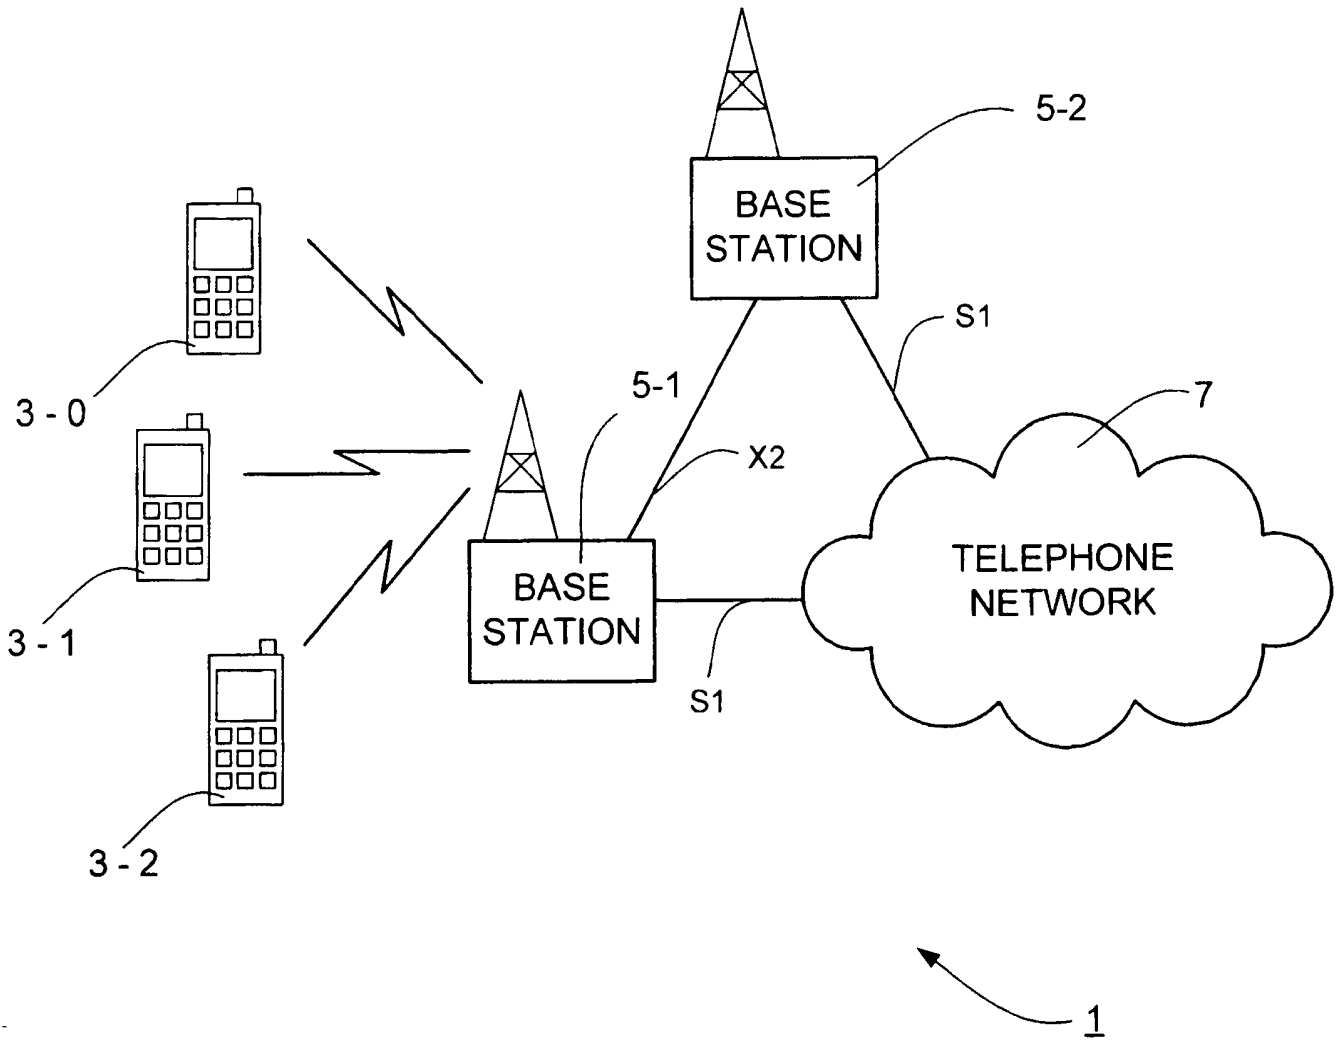 5-2
BASE
STATION
S1
3 - 0
5-1
7
X2
TELEPHONE
NETWORK
BASE
STATION
3 - 1
S1
3 - 2
1